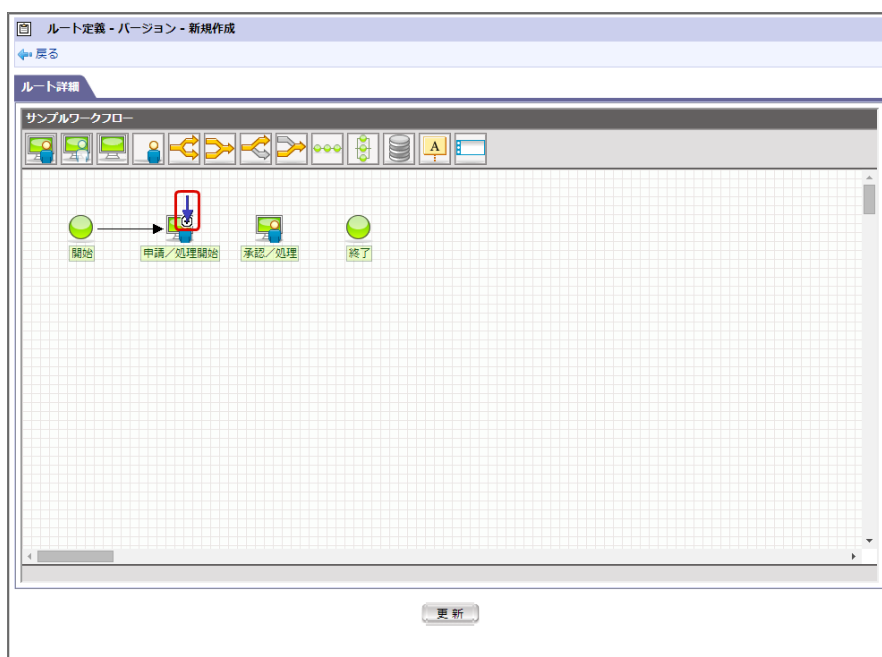 ルート定義 - バージョン - 新規作成
戻る
ルート詳細
サンプルワークフロー
A
開始
申請／処理開始
承認／処理
終了
更新